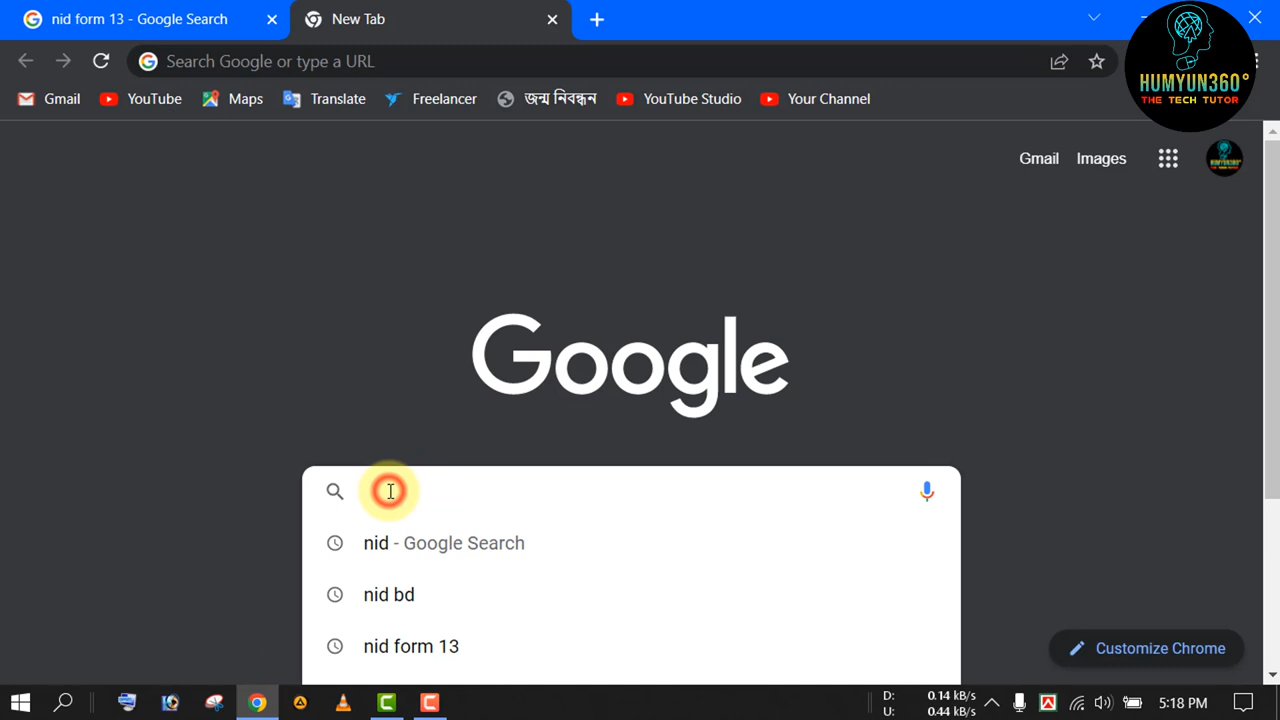 nid form 13 - Google Search
New Tab
Search Google or type a URL
HUMYUN360°
THE TECH TUTOR
Gmail
YouTube
Maps
Translate
Freelancer
জন্ম নিবন্ধন
YouTube Studio
Your Channel
Gmail
Images
Google
nid - Google Search
nid bd
nid form 13
Customize Chrome
D: 0.14 kB/s
U: 0.44 kB/s
5:18 PM